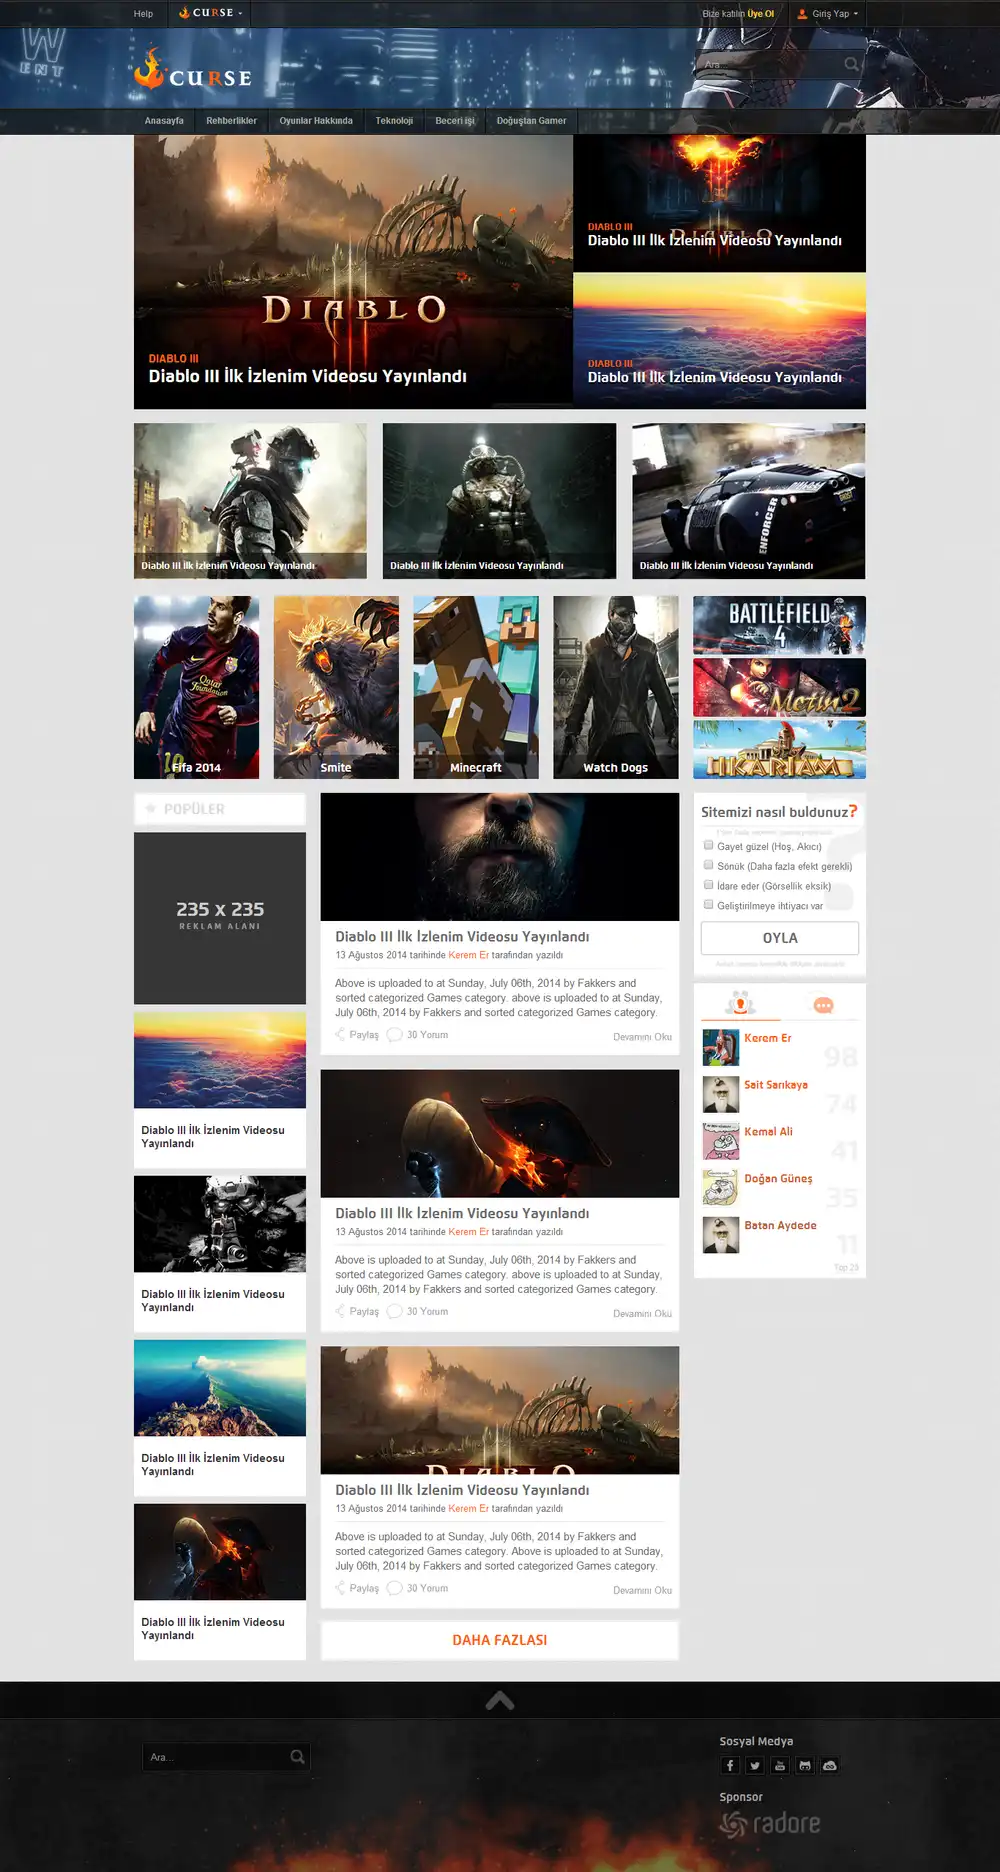 Help
CURSE
Bize katılın Üye Ol
Giriş Yap
W
ENT
CURSE
Ara...
Anasayfa
Rehberlikler
Oyunlar Hakkında
Teknoloji
Beceri işi
Doğuştan Gamer
DIABLO
DIABLO III
Diablo III İlk İzlenim Videosu Yayınlandı
DIABLO III
Diablo III İlk İzlenim Videosu Yayınlandı
DIABLO III
Diablo III İlk İzlenim Videosu Yayınlandı
Diablo III İlk İzlenim Videosu Yayınlandı
Diablo III İlk İzlenim Videosu Yayınlandı
ENFORCER
Diablo III İlk İzlenim Videosu Yayınlandı
Qatar
Foundation
10
Fifa 2014
Smite
Minecraft
Watch Dogs
BATTLEFIELD
4
Metin2
IKARIAM
POPÜLER
235 x 235
REKLAM ALANI
Diablo III İlk İzlenim Videosu
Yayınlandı
Diablo III İlk İzlenim Videosu
Yayınlandı
Diablo III İlk İzlenim Videosu
Yayınlandı
Diablo III İlk İzlenim Videosu
Yayınlandı
Diablo III İlk İzlenim Videosu Yayınlandı
13 Ağustos 2014 tarihinde Kerem Er tarafından yazıldı
Above is uploaded to at Sunday, July 06th, 2014 by Fakkers and
sorted categorized Games category. above is uploaded to at Sunday,
July 06th, 2014 by Fakkers and sorted categorized Games category.
Paylaş
30 Yorum
Devamını Oku
Diablo III İlk İzlenim Videosu Yayınlandı
13 Ağustos 2014 tarihinde Kerem Er tarafından yazıldı
Above is uploaded to at Sunday, July 06th, 2014 by Fakkers and
sorted categorized Games category. above is uploaded to at Sunday,
July 06th, 2014 by Fakkers and sorted categorized Games category.
Paylaş
30 Yorum
Devamını Oku
DIABLO
Diablo III İlk İzlenim Videosu Yayınlandı
13 Ağustos 2014 tarihinde Kerem Er tarafından yazıldı
Above is uploaded to at Sunday, July 06th, 2014 by Fakkers and
sorted categorized Games category. Above is uploaded to at Sunday,
July 06th, 2014 by Fakkers and sorted categorized Games category.
Paylaş
30 Yorum
Devamını Oku
DAHA FAZLASI
Sitemizi nasıl buldunuz?
Gayet güzel (Hoş, Akıcı)
Sönük (Daha fazla efekt gerekli)
İdare eder (Görsellik eksik)
Geliştirilmeye ihtiyacı var
OYLA
Kerem Er
98
Sait Sarıkaya
74
Kemal Ali
41
Doğan Güneş
35
Batan Aydede
11
Top 25
Ara...
Sosyal Medya
Sponsor
radore